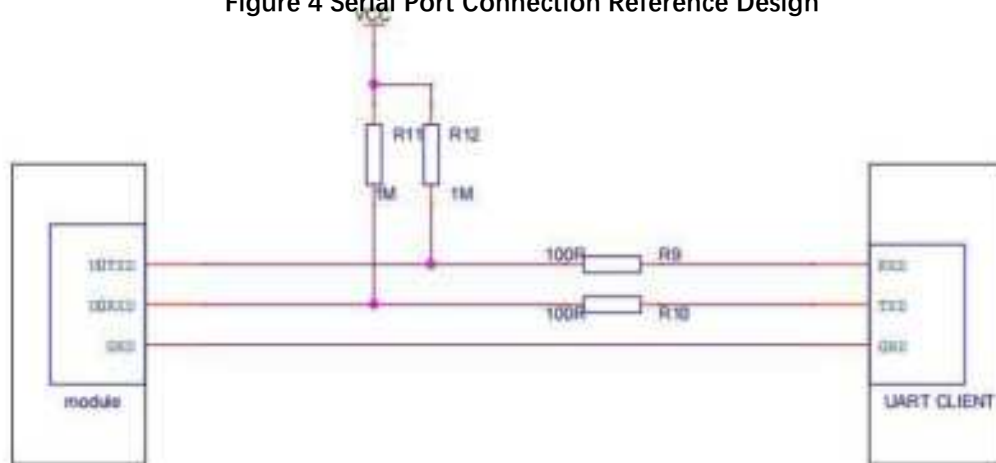 Figure 4 Serial Port Connection Reference Design
VCC
R11 R12
1M 1M
100R R9
100R R10
TXD
module
UART CLIENT